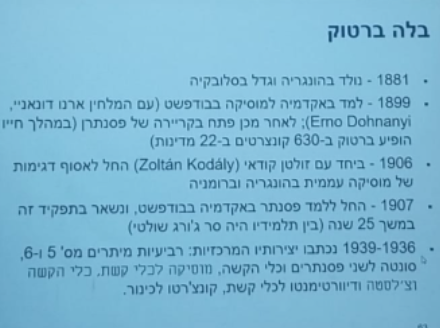 בלה ברטוק
• 1881 - נולד בהונגריה וגדל בסלובקיה
• 1899 - למד באקדמיה למוסיקה בבודפשט (עם המלחין ארנו דונאניי,
Erno Dohnanyi); לאחר מכן פתח בקריירה של פסנתרן (במהלך חייו
הופיע ברטוק ב-630 קונצרטים ב-22 מדינות)
• 1906 - ביחד עם זולטן קודאי (Zoltán Kodály) החל לאסוף דגימות
של מוסיקה עממית בהונגריה וברומניה
• 1907 - החל ללמד פסנתר באקדמיה בבודפשט, ונשאר בתפקיד זה
במשך 25 שנה (בין תלמידיו היה סר ג'ורג שולטי)
• 1939-1936 נכתבו יצירותיו המרכזיות: רביעיות מיתרים מס' 5 ו-6,
סונטה לשני פסנתרים וכלי הקשה, מוסיקה לכלי קשת, כלי הקשה
וצ'לסטה ודיוורטימנטו לכלי קשת, קונצ'רטו לכינור.